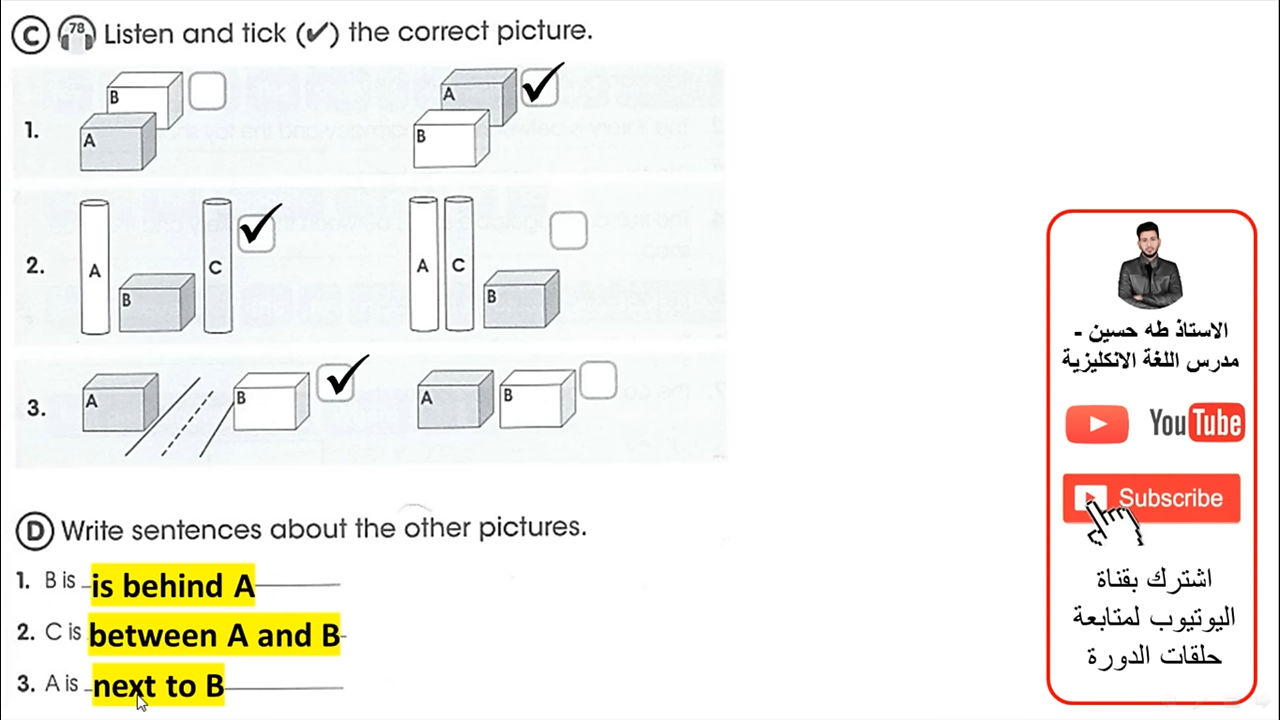 C 78 Listen and tick (✔) the correct picture.
1. B A A B
2. A B C A C B
3. A B A B
D Write sentences about the other pictures.
1. B is is behind A
2. C is between A and B
3. A is next to B
الاستاذ طه حسين -
مدرس اللغة الانكليزية
YouTube
Subscribe
اشترك بقناة
اليوتيوب لمتابعة
حلقات الدورة